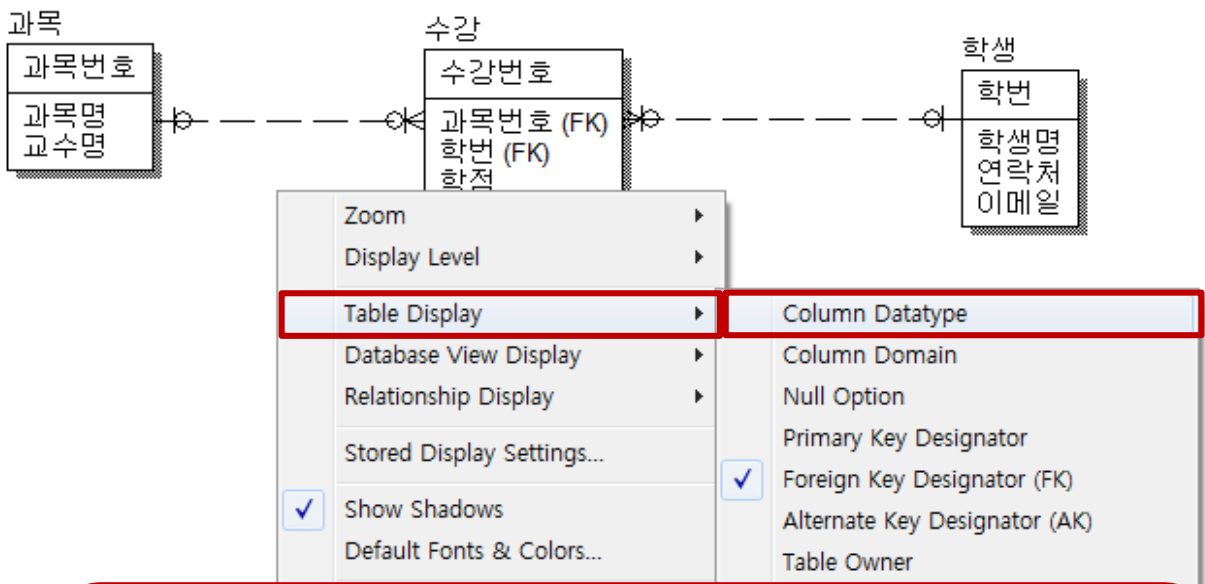 과목
과목번호
과목명
교수명
수강
수강번호
과목번호 (FK)
학번 (FK)
학점
학생
학번
학생명
연락처
이메일
Zoom
Display Level
Table Display
Database View Display
Relationship Display
Stored Display Settings...
Show Shadows
Default Fonts & Colors...
Column Datatype
Column Domain
Null Option
Primary Key Designator
Foreign Key Designator (FK)
Alternate Key Designator (AK)
Table Owner